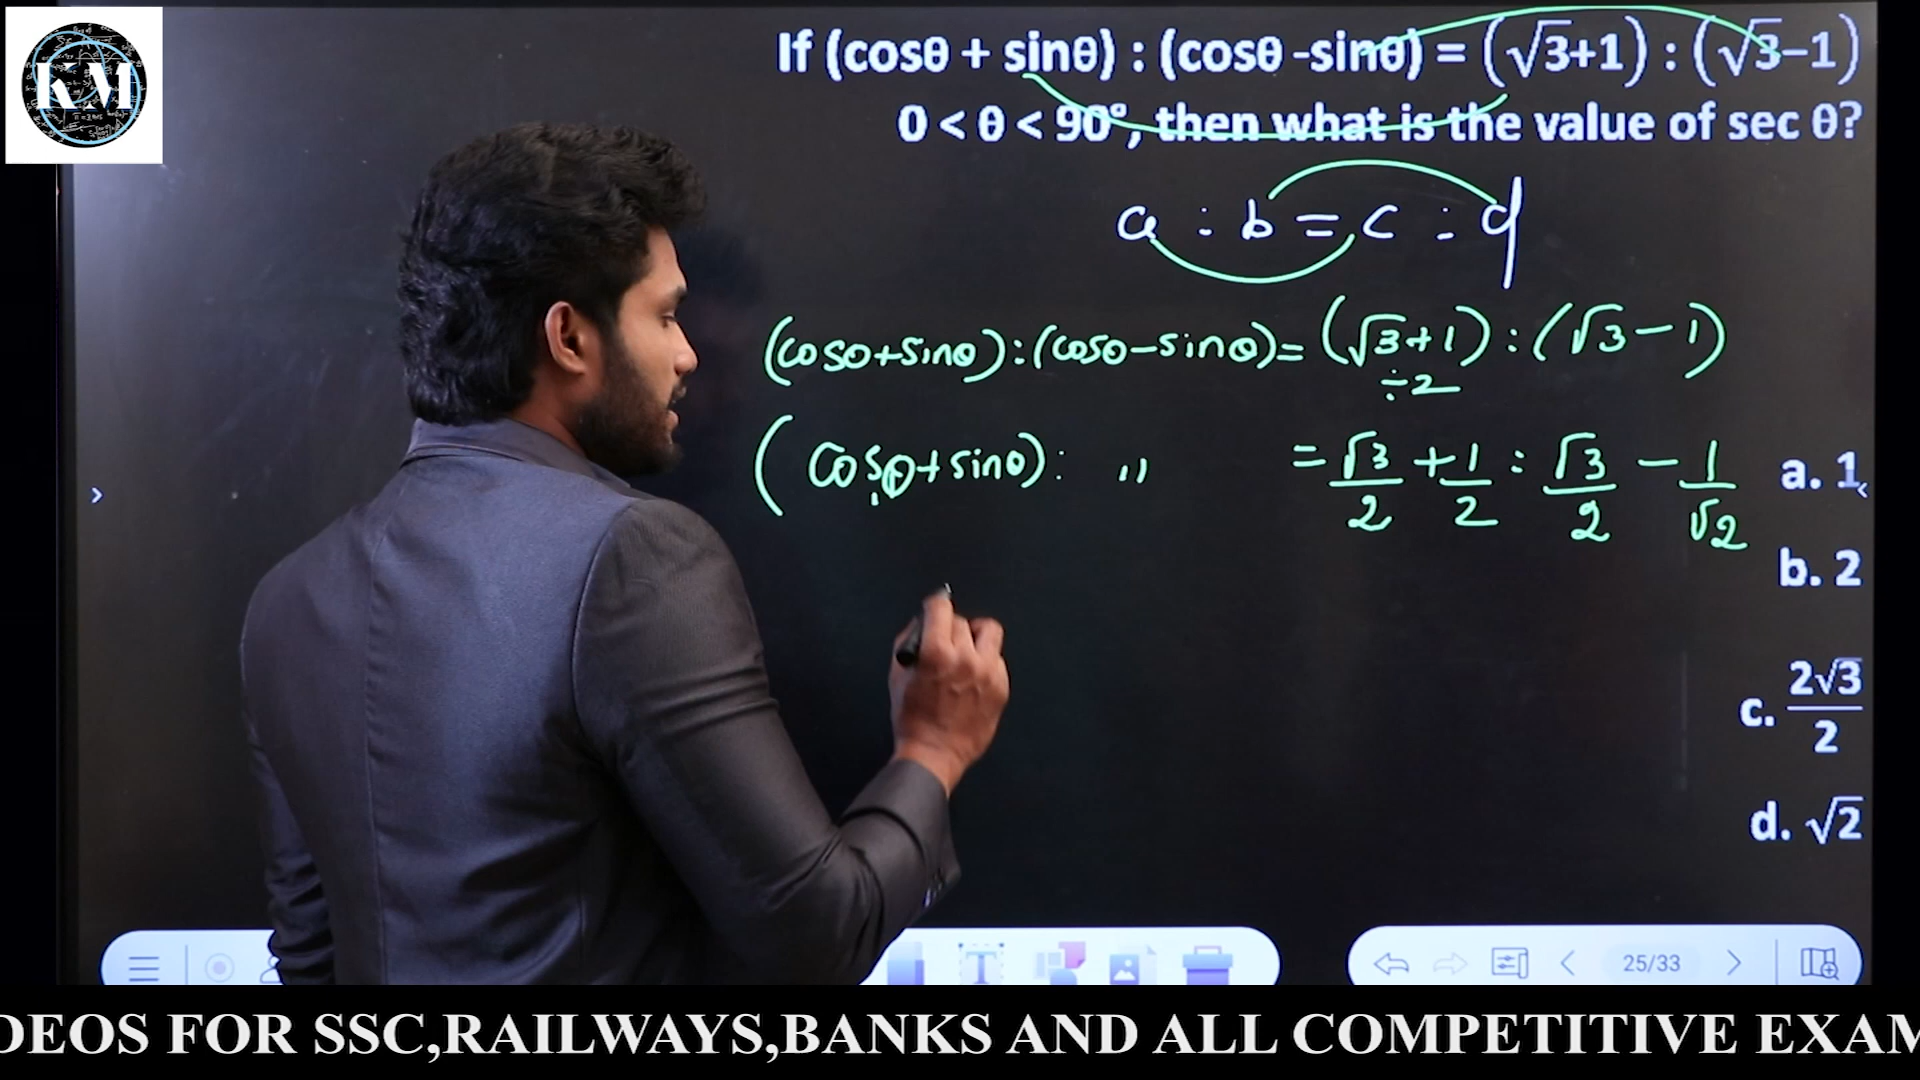 KM
If (cosθ + sinθ) : (cosθ -sinθ) = (√3+1) : (√3−1)
0 < θ < 90°, then what is the value of sec θ?
a : b = c : d
(cosθ+sinθ):(cosθ−sinθ)=(√3+1):(√3−1)
÷2
(cosθ+sinθ): ,, =√3/2 + 1/2 : √3/2 − 1/√2
a. 1
b. 2
c. 2√3/2
d. √2
T
25/33
DEOS FOR SSC,RAILWAYS,BANKS AND ALL COMPETITIVE EXAM